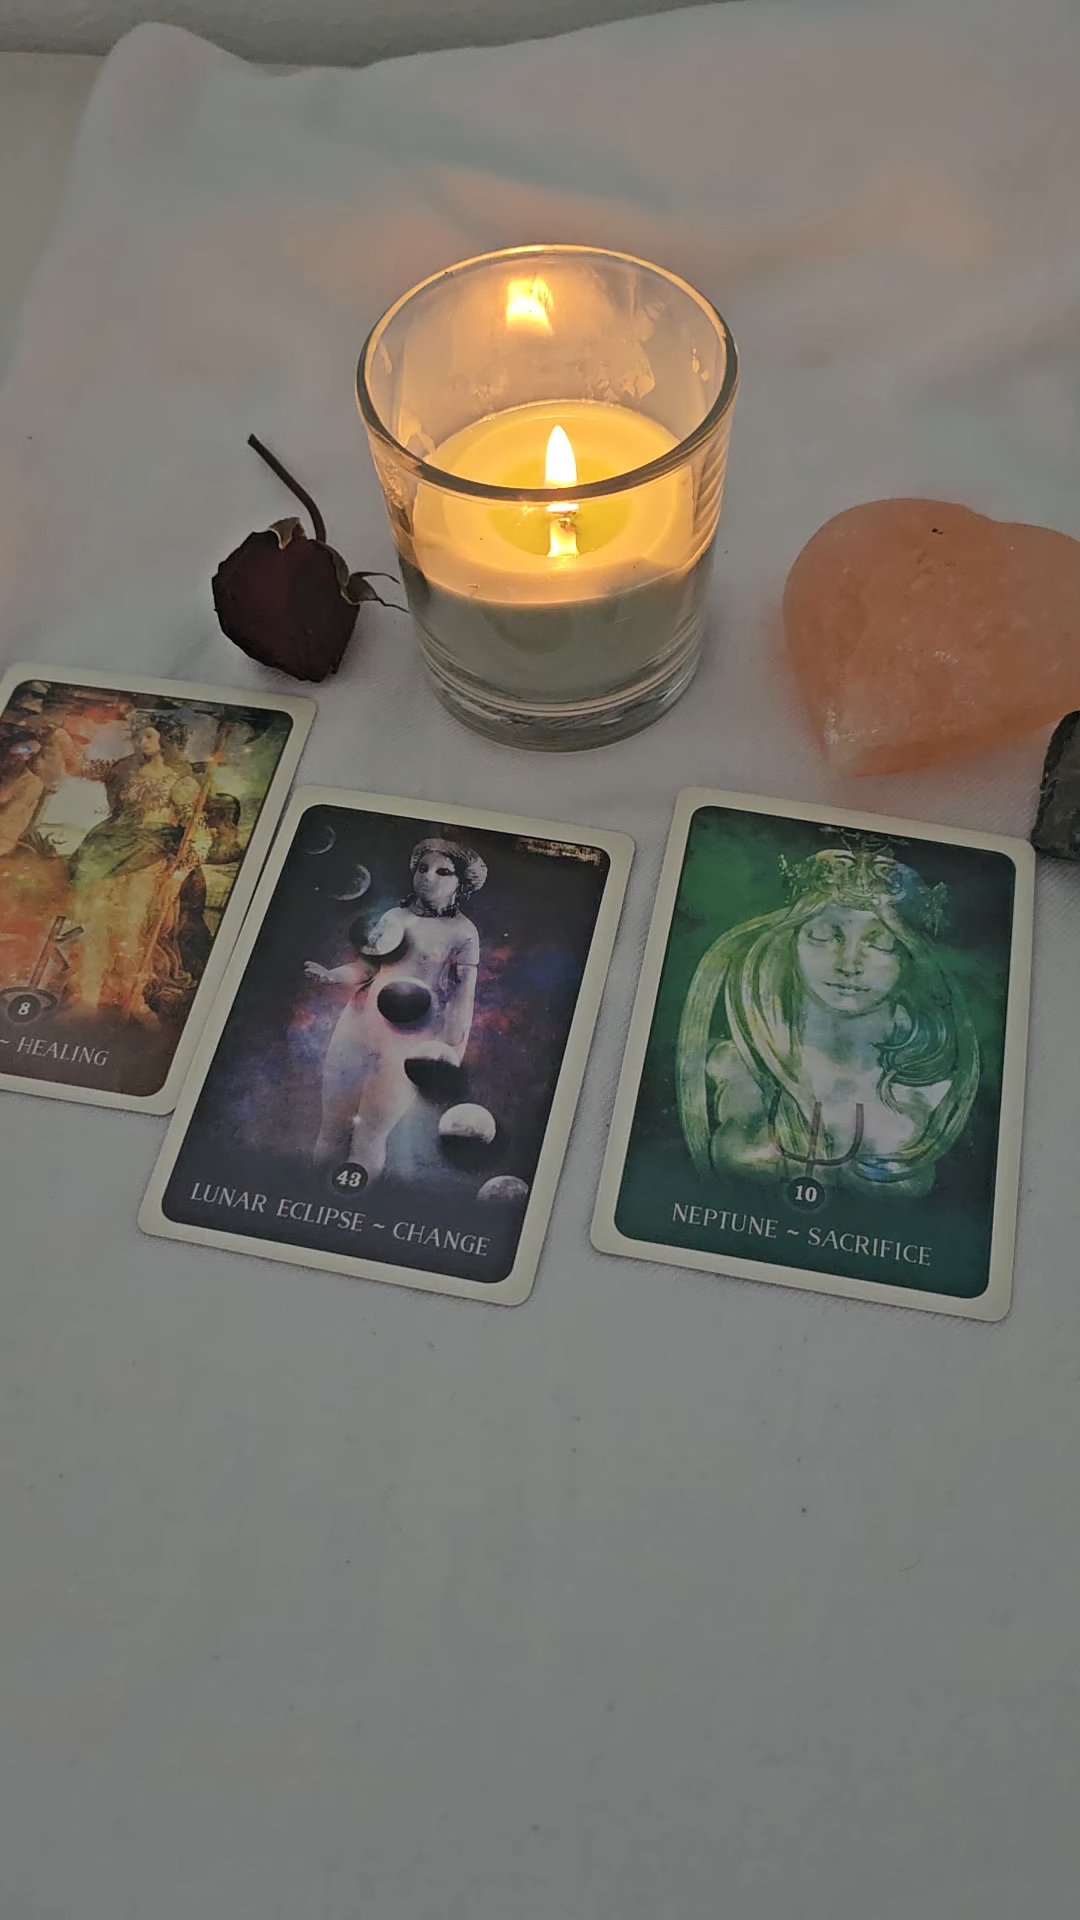 8
~ HEALING
43
LUNAR ECLIPSE ~ CHANGE
10
NEPTUNE ~ SACRIFICE